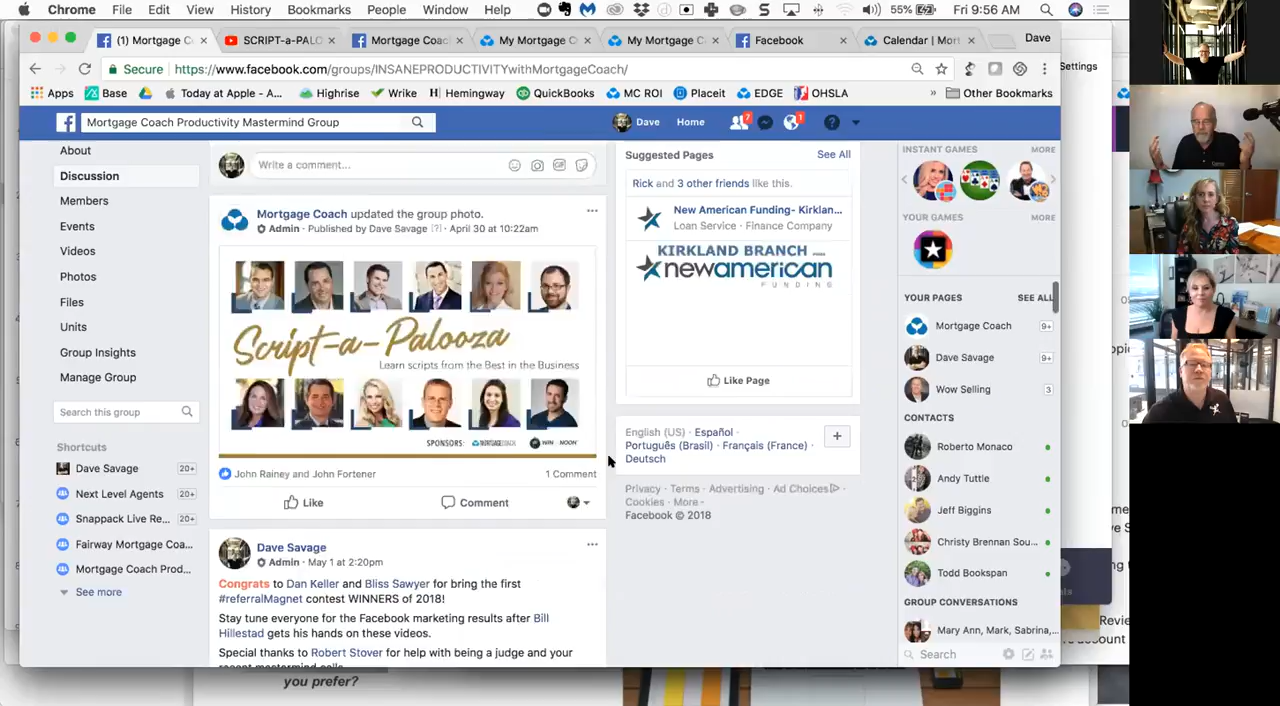 Chrome File Edit View History Bookmarks People Window Help
55% Fri 9:56 AM
(1) Mortgage C
SCRIPT-a-PALO
Mortgage Coac
My Mortgage C
My Mortgage C
Facebook
Calendar | Mor
Dave
Settings
Secure https://www.facebook.com/groups/INSANEPRODUCTIVITYwithMortgageCoach/
Apps Base Today at Apple - A... Highrise Wrike Hemingway QuickBooks MC ROI Placeit EDGE OHSLA » Other Bookmarks
Mortgage Coach Productivity Mastermind Group
Dave Home 7 1
About
Discussion
Members
Events
Videos
Photos
Files
Units
Group Insights
Manage Group
Search this group
Shortcuts
Dave Savage 20+
Next Level Agents 20+
Snappack Live Re... 20+
Fairway Mortgage Coa...
Mortgage Coach Prod...
See more
Write a comment...
Mortgage Coach updated the group photo.
Admin · Published by Dave Savage [?] · April 30 at 10:22am
Script-a-Palooza
Learn scripts from the Best in the Business
SPONSORS: MORTGAGECOACH WIN NOON
John Rainey and John Fortener 1 Comment
Like Comment
Dave Savage
Admin · May 1 at 2:20pm
Congrats to Dan Keller and Bliss Sawyer for bring the first
#referralMagnet contest WINNERS of 2018!
Stay tune everyone for the Facebook marketing results after Bill
Hillestad gets his hands on these videos.
Special thanks to Robert Stover for help with being a judge and your
recent mastermind calls.
you prefer?
Suggested Pages See All
Rick and 3 other friends like this.
New American Funding- Kirklan...
Loan Service · Finance Company
KIRKLAND BRANCH
newamerican
FUNDING
Like Page
English (US) · Español ·
Português (Brasil) · Français (France) ·
Deutsch
Privacy · Terms · Advertising · Ad Choices ·
Cookies · More ·
Facebook © 2018
INSTANT GAMES MORE
YOUR GAMES MORE
YOUR PAGES SEE ALL
Mortgage Coach 9+
Dave Savage 9+
Wow Selling 3
CONTACTS
Roberto Monaco
Andy Tuttle
Jeff Biggins
Christy Brennan Sou...
Todd Bookspan
GROUP CONVERSATIONS
Mary Ann, Mark, Sabrina,...
Search